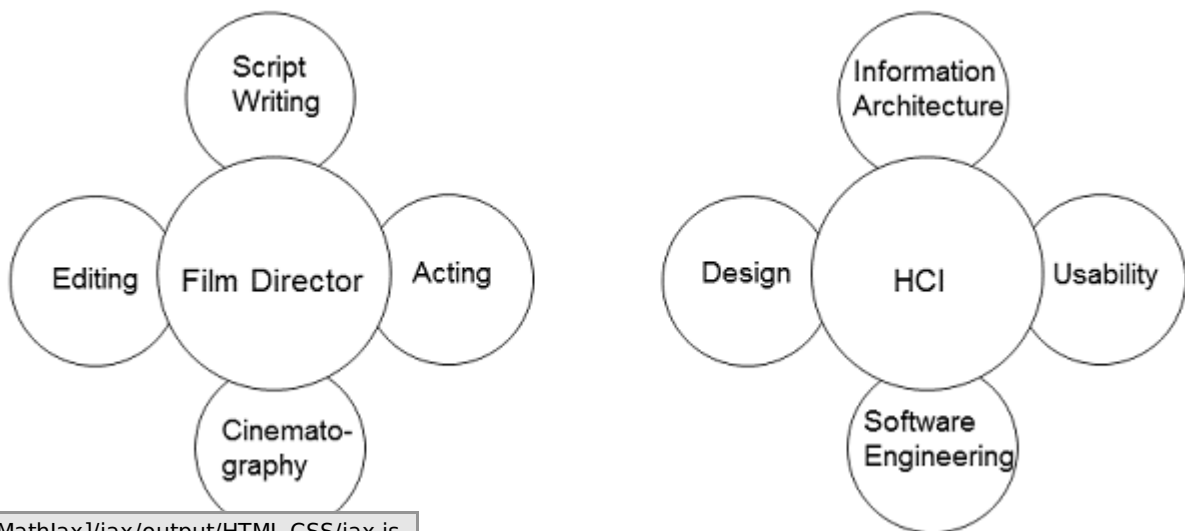 Script
Writing
Editing
Film Director
Acting
Cinemato-
graphy
Information
Architecture
Design
HCI
Usability
Software
Engineering
MathJax]/jax/output/HTML-CSS/jax.js